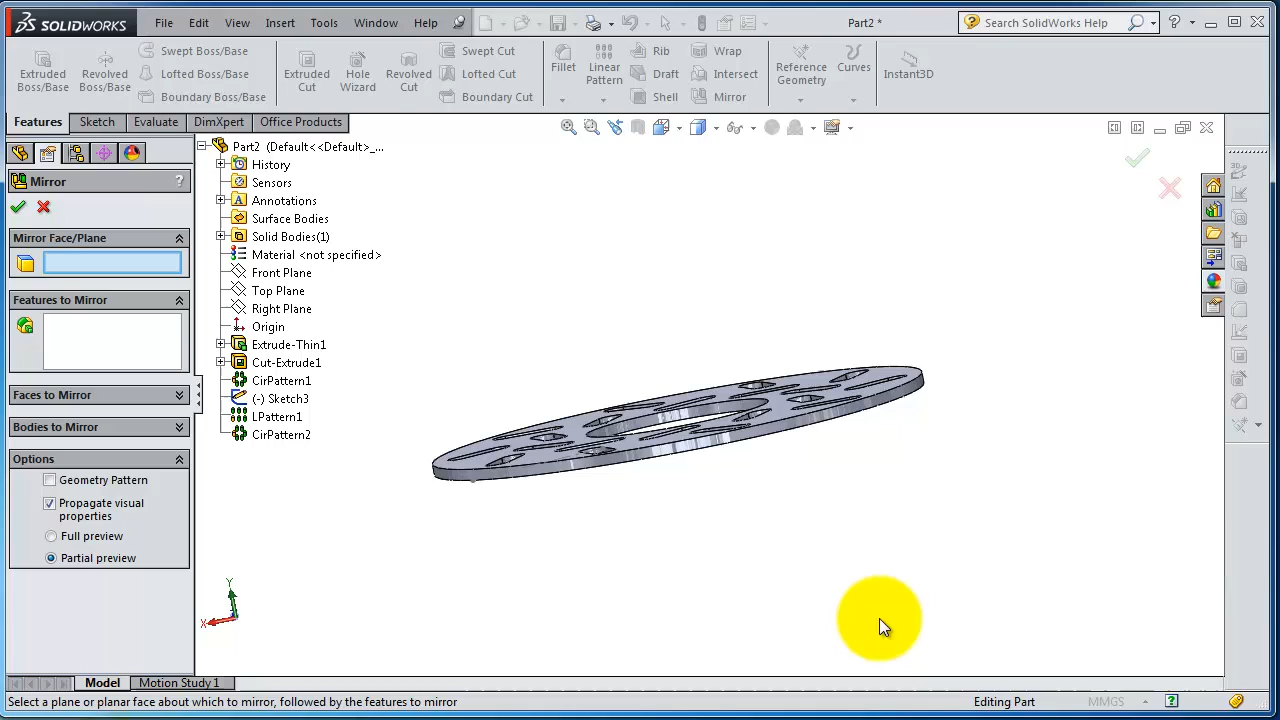 SOLIDWORKS File Edit View Insert Tools Window Help Part2 * Search SolidWorks Help
Extruded Boss/Base
Revolved Boss/Base
Swept Boss/Base
Lofted Boss/Base
Boundary Boss/Base
Extruded Cut
Hole Wizard
Revolved Cut
Swept Cut
Lofted Cut
Boundary Cut
Fillet
Linear Pattern
Rib
Draft
Shell
Wrap
Intersect
Mirror
Reference Geometry
Curves
Instant3D
Features Sketch Evaluate DimXpert Office Products
Mirror ?
Mirror Face/Plane
Features to Mirror
Faces to Mirror
Bodies to Mirror
Options
Geometry Pattern
Propagate visual
properties
Full preview
Partial preview
Part2 (Default<<Default>_...
History
Sensors
Annotations
Surface Bodies
Solid Bodies(1)
Material <not specified>
Front Plane
Top Plane
Right Plane
Origin
Extrude-Thin1
Cut-Extrude1
CirPattern1
(-) Sketch3
LPattern1
CirPattern2
Y
X
3D
Model Motion Study 1
Select a plane or planar face about which to mirror, followed by the features to mirror Editing Part MMGS ?